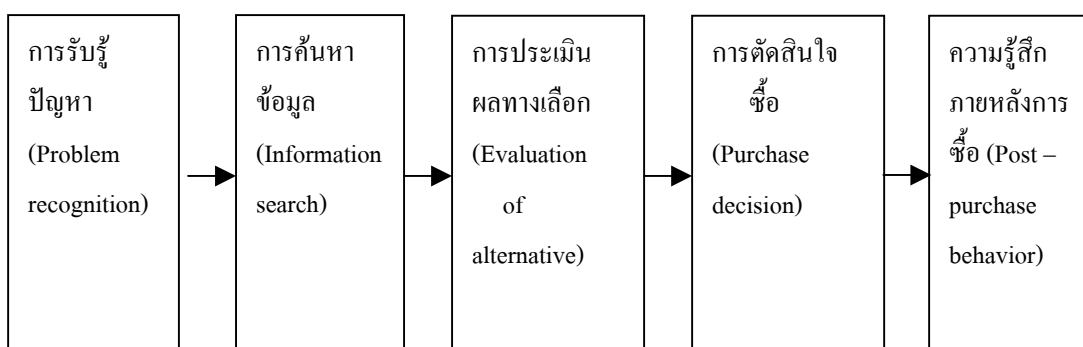 การรับรู้
ปัญหา
(Problem
recognition)
การค้นหา
ข้อมูล
(Information
search)
การประเมิน
ผลทางเลือก
(Evaluation
of
alternative)
การตัดสินใจ
ซื้อ
(Purchase
decision)
ความรู้สึก
ภายหลังการ
ซื้อ (Post –
purchase
behavior)